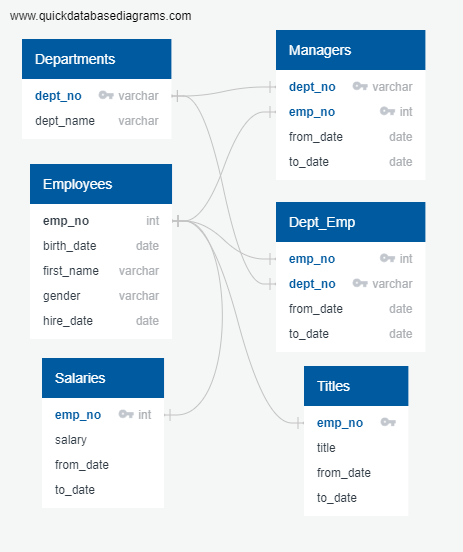 www.quickdatabasediagrams.com
Departments
dept_no varchar
dept_name varchar
Employees
emp_no int
birth_date date
first_name varchar
gender varchar
hire_date date
Salaries
emp_no int
salary
from_date
to_date
Managers
dept_no varchar
emp_no int
from_date date
to_date date
Dept_Emp
emp_no int
dept_no varchar
from_date date
to_date date
Titles
emp_no
title
from_date
to_date